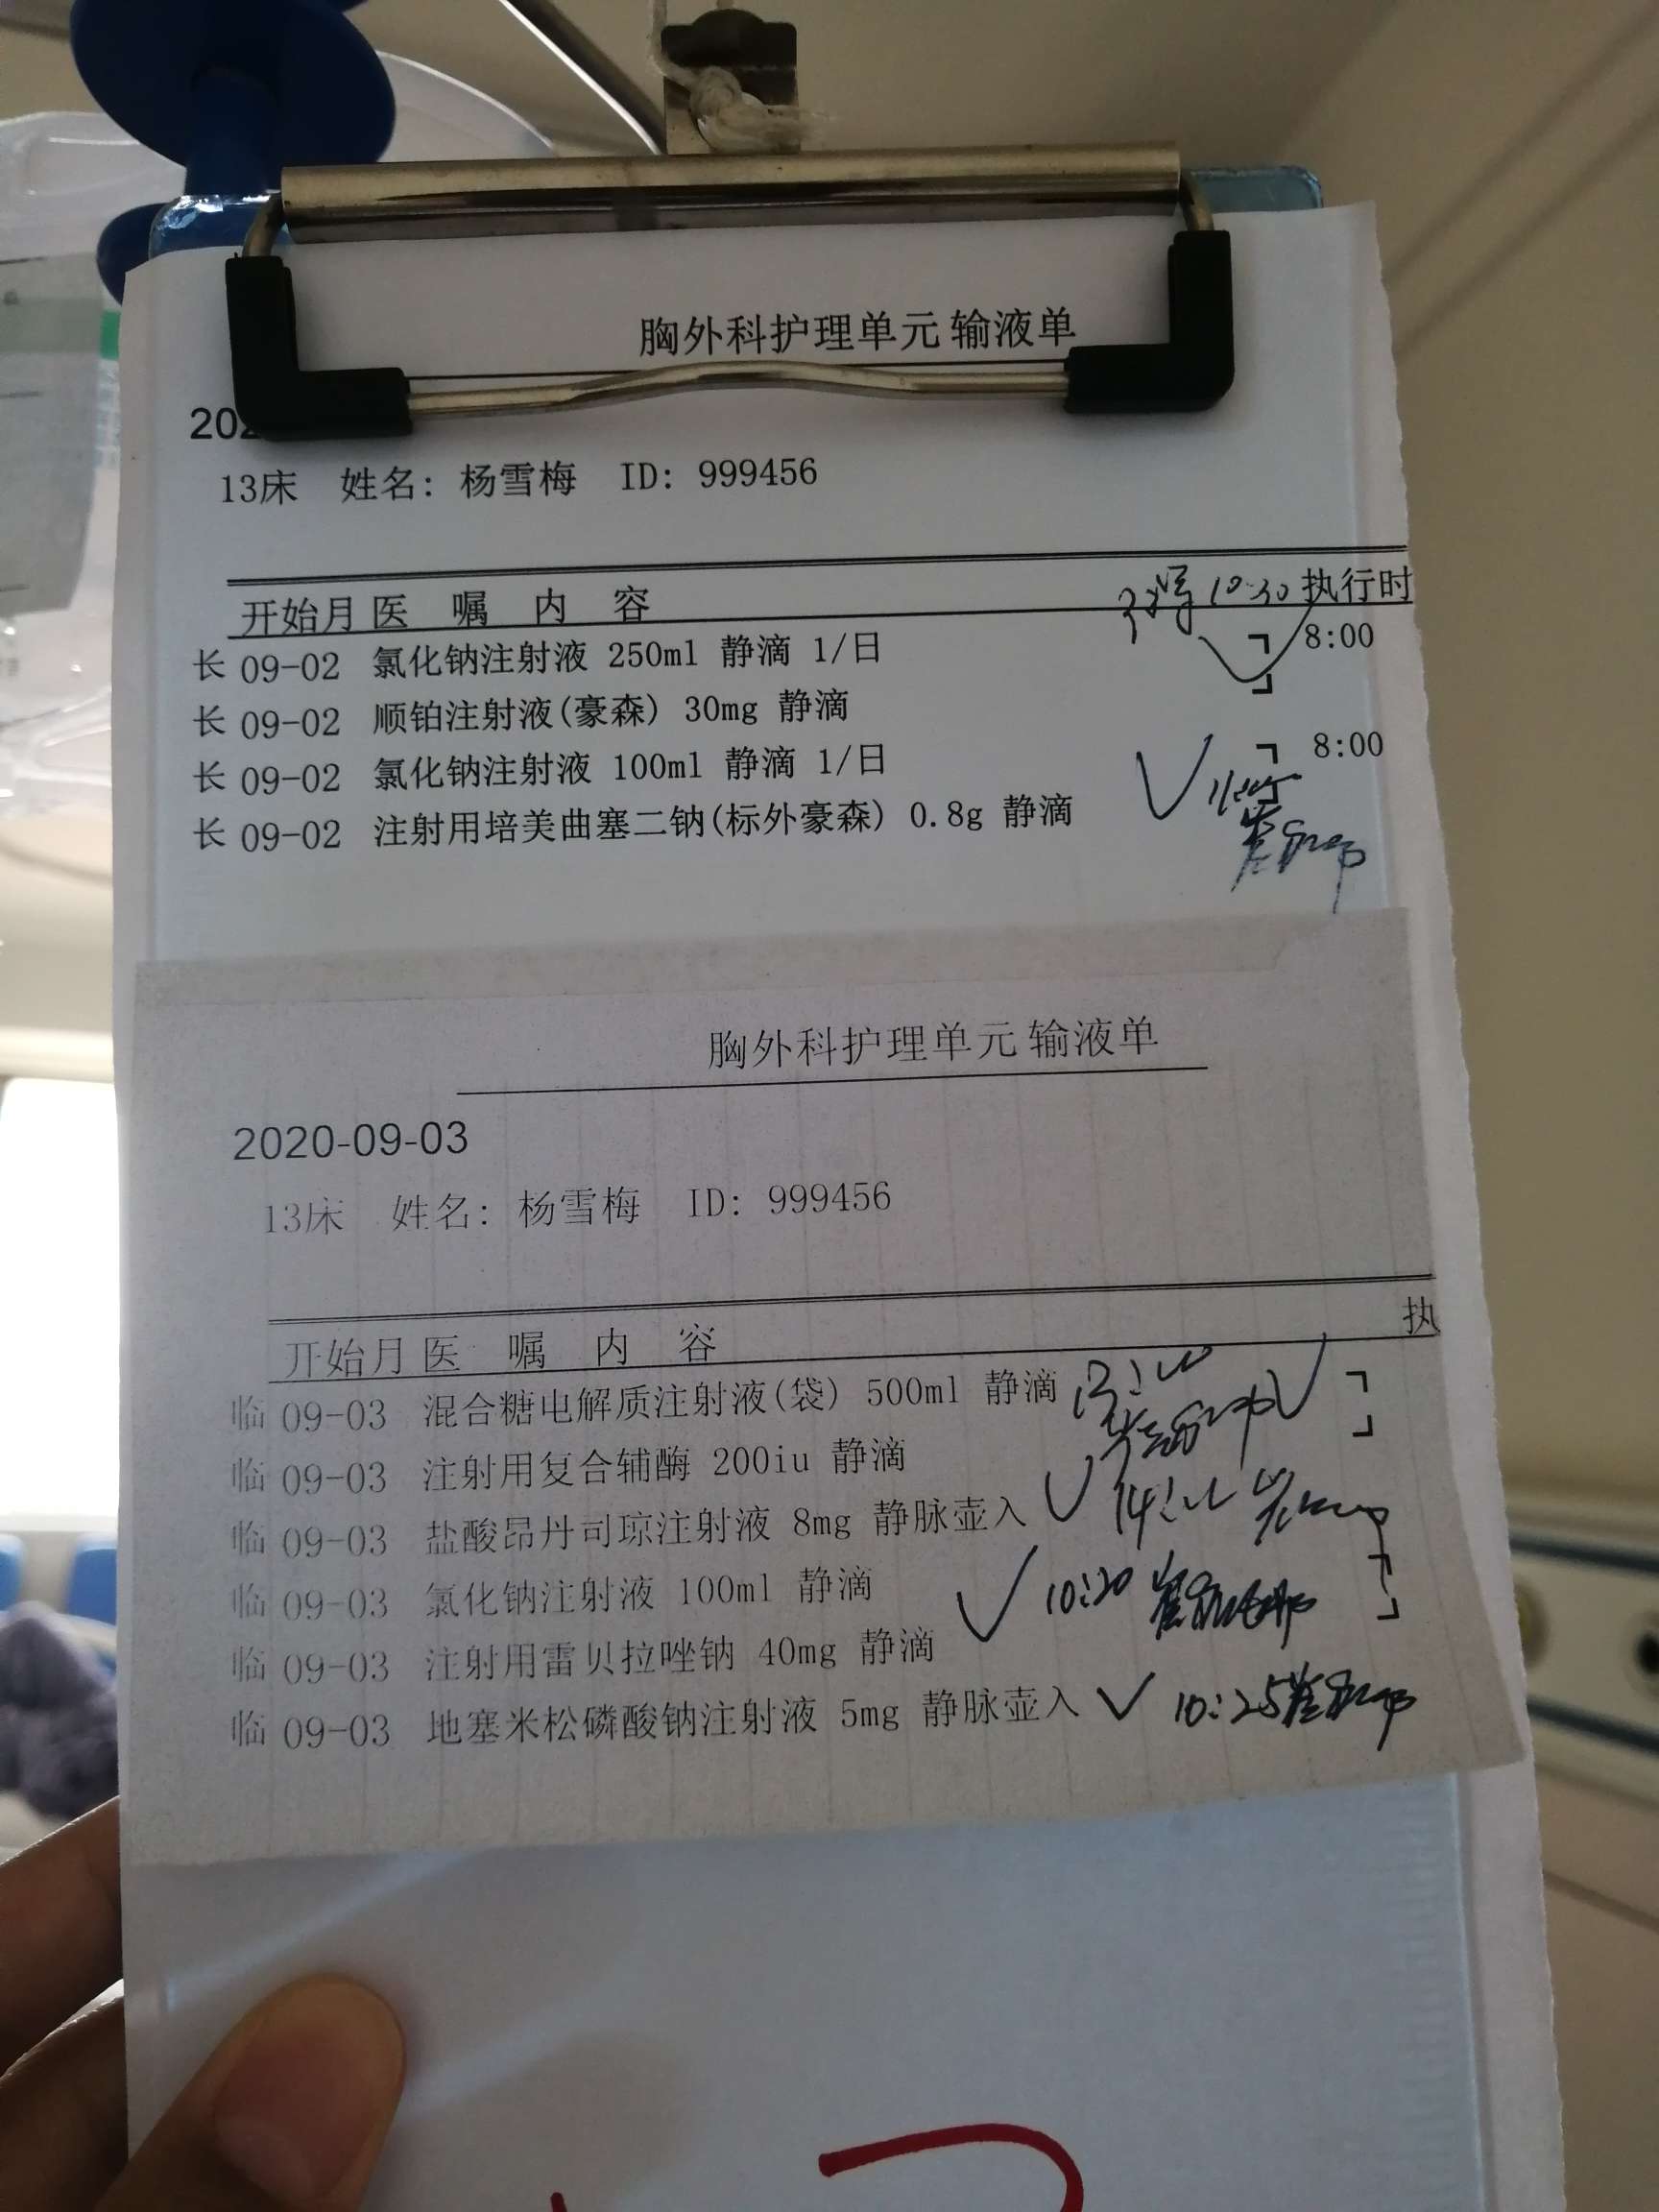 胸外科护理单元 输液单
202
13床 姓名: 杨雪梅 ID: 999456
开始月 医 嘱 内 容 10:30 执行时
长 09-02 氯化钠注射液 250ml 静滴 1/日 8:00
长 09-02 顺铂注射液(豪森) 30mg 静滴
长 09-02 氯化钠注射液 100ml 静滴 1/日 8:00
长 09-02 注射用培美曲塞二钠(标外豪森) 0.8g 静滴
胸外科护理单元 输液单
2020-09-03
13床 姓名: 杨雪梅 ID: 999456
开始月 医 嘱 内 容 执
临 09-03 混合糖电解质注射液(袋) 500ml 静滴
临 09-03 注射用复合辅酶 200iu 静滴
临 09-03 盐酸昂丹司琼注射液 8mg 静脉壶入
临 09-03 氯化钠注射液 100ml 静滴 10:20
临 09-03 注射用雷贝拉唑钠 40mg 静滴
临 09-03 地塞米松磷酸钠注射液 5mg 静脉壶入 10:25